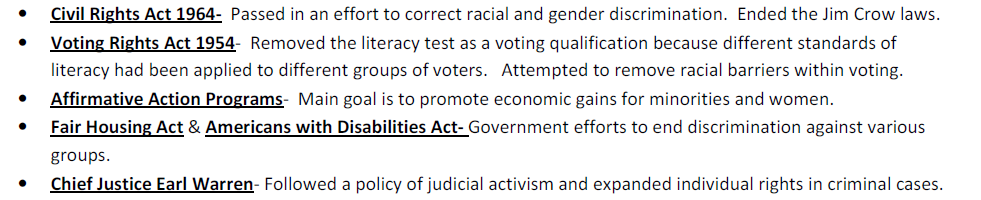 • Civil Rights Act 1964-  Passed in an effort to correct racial and gender discrimination.  Ended the Jim Crow laws.
• Voting Rights Act 1954-  Removed the literacy test as a voting qualification because different standards of
literacy had been applied to different groups of voters.   Attempted to remove racial barriers within voting.
• Affirmative Action Programs-  Main goal is to promote economic gains for minorities and women.
• Fair Housing Act & Americans with Disabilities Act- Government efforts to end discrimination against various
groups.
• Chief Justice Earl Warren- Followed a policy of judicial activism and expanded individual rights in criminal cases.